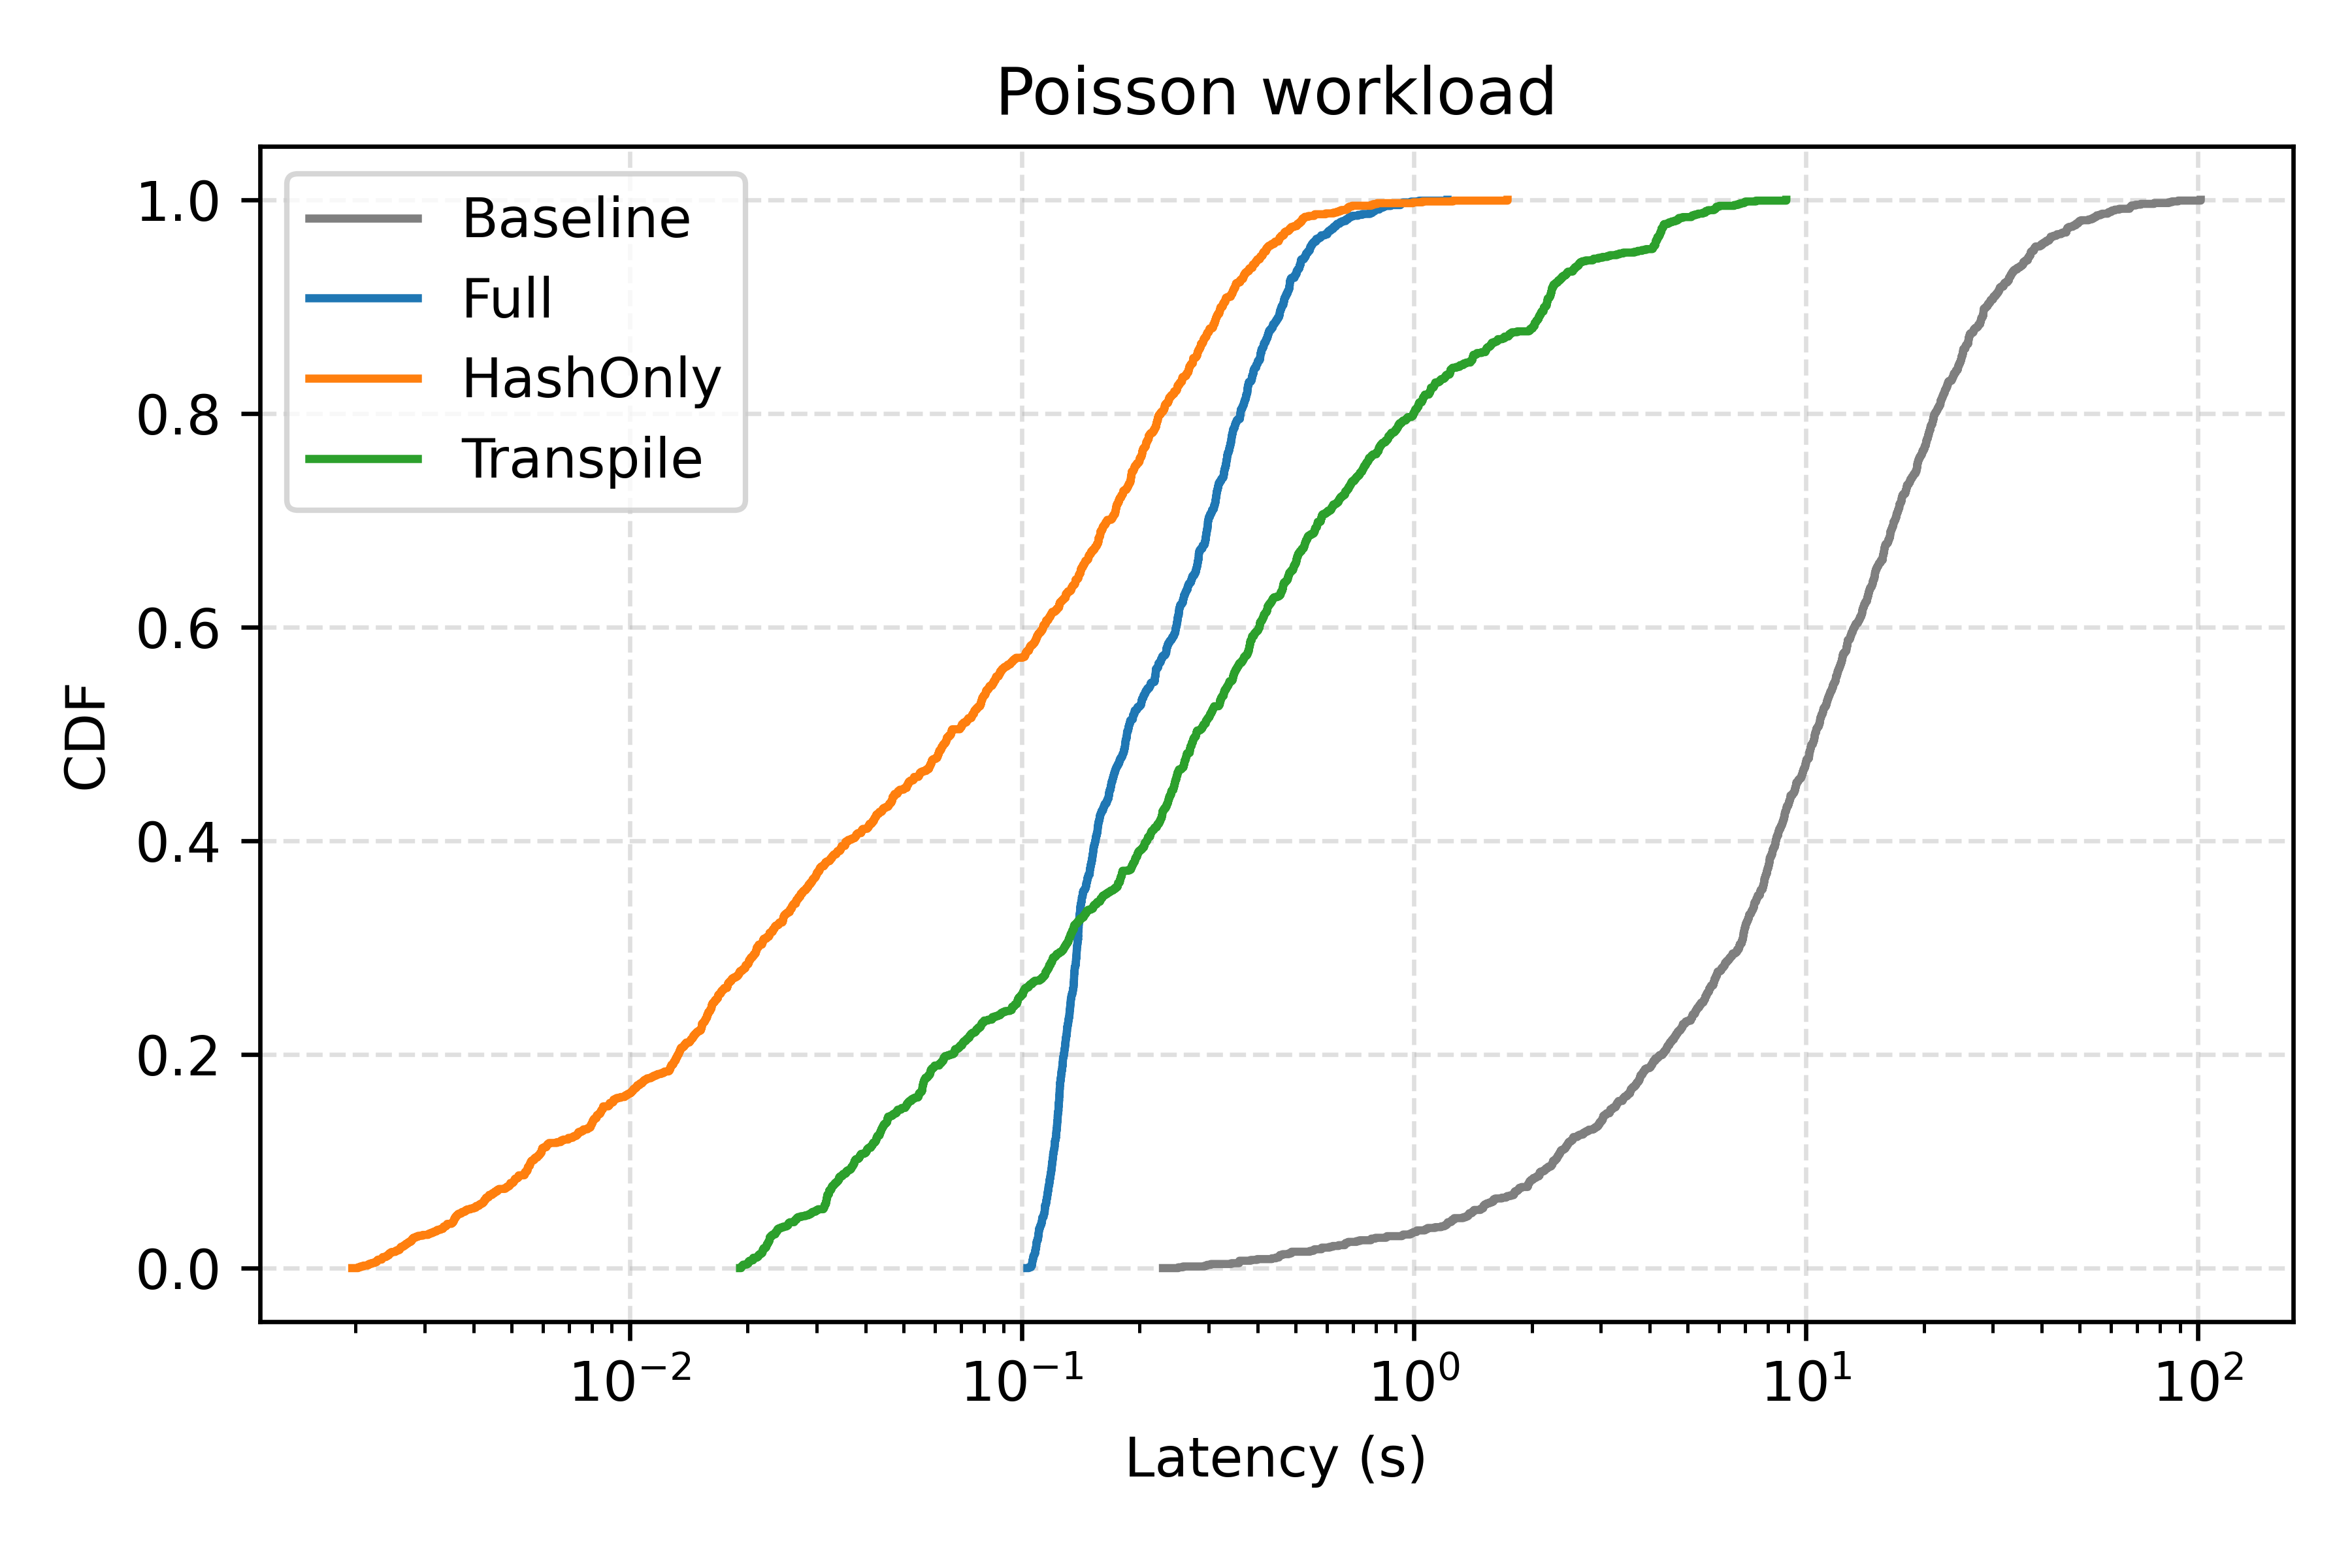 Poisson workload
Baseline
Full
HashOnly
Transpile
1.0
0.8
0.6
0.4
0.2
0.0
CDF
10⁻² 10⁻¹ 10⁰ 10¹ 10²
Latency (s)